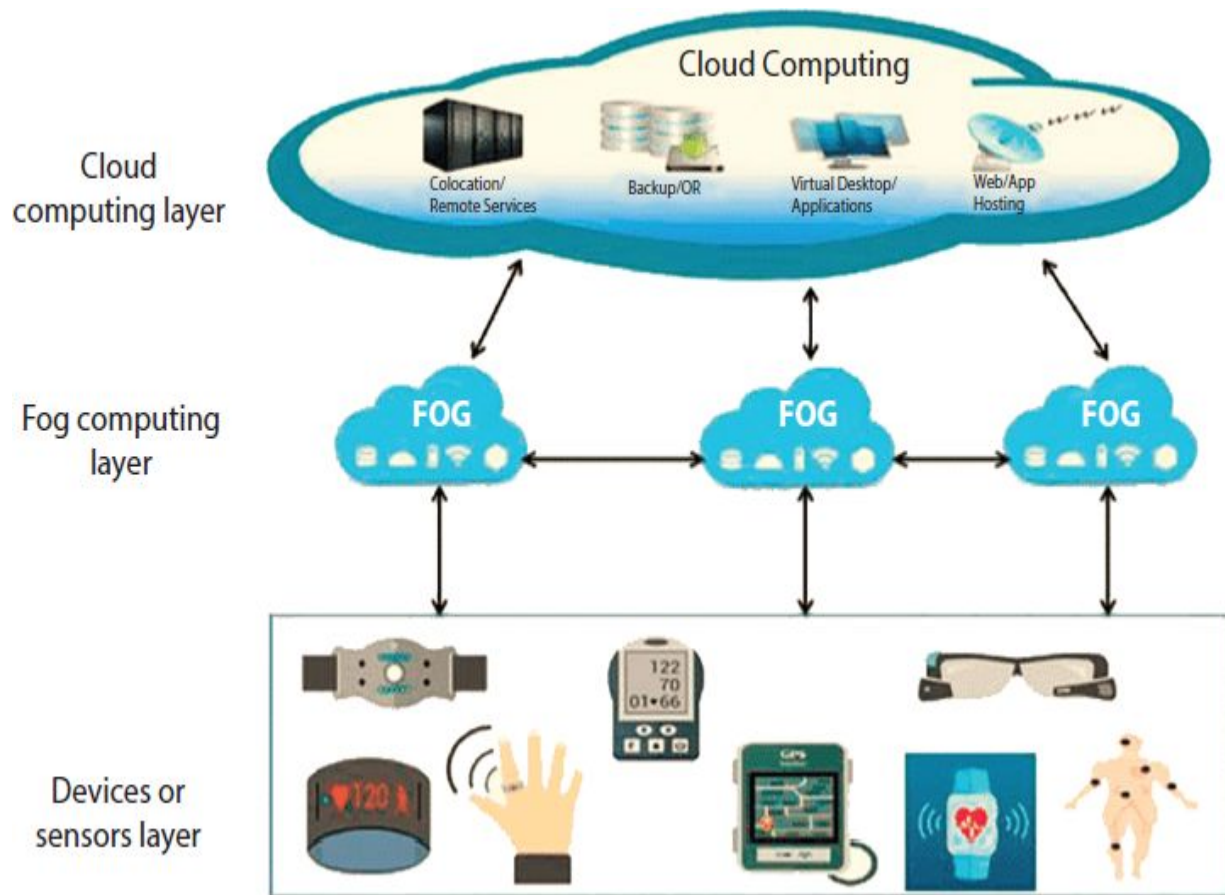 Cloud Computing
Cloud
computing layer
Colocation/
Remote Services
Backup/OR
Virtual Desktop/
Applications
Web/App
Hosting
w w w
Fog computing
layer
FOG
FOG
FOG
Devices or
sensors layer
122
70
01•66
120
GPS